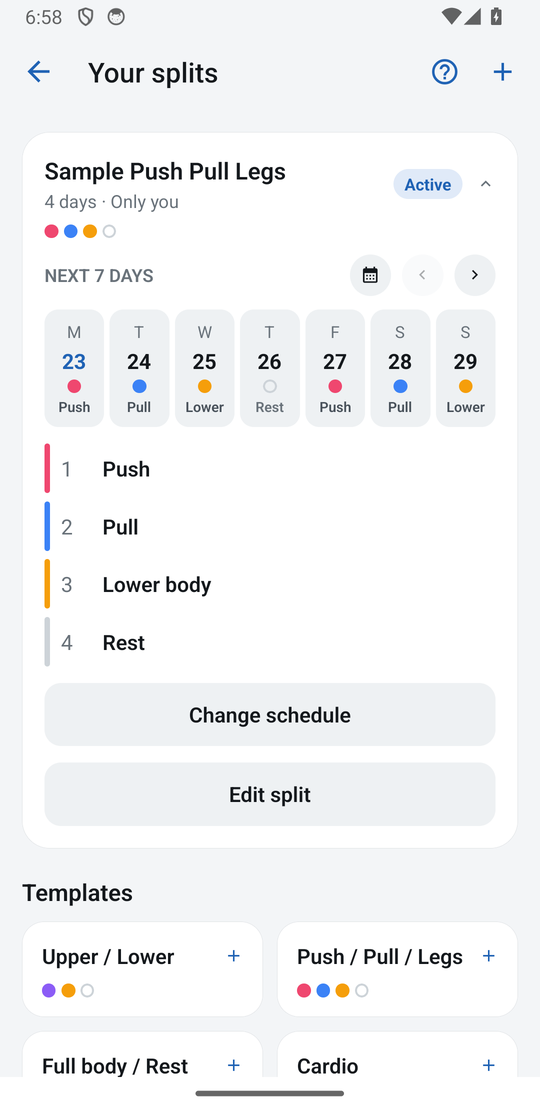 6:58
Your splits
Sample Push Pull Legs
Active
4 days · Only you
NEXT 7 DAYS
M T W T F S S
23 24 25 26 27 28 29
Push Pull Lower Rest Push Pull Lower
1 Push
2 Pull
3 Lower body
4 Rest
Change schedule
Edit split
Templates
Upper / Lower
Push / Pull / Legs
Full body / Rest
Cardio